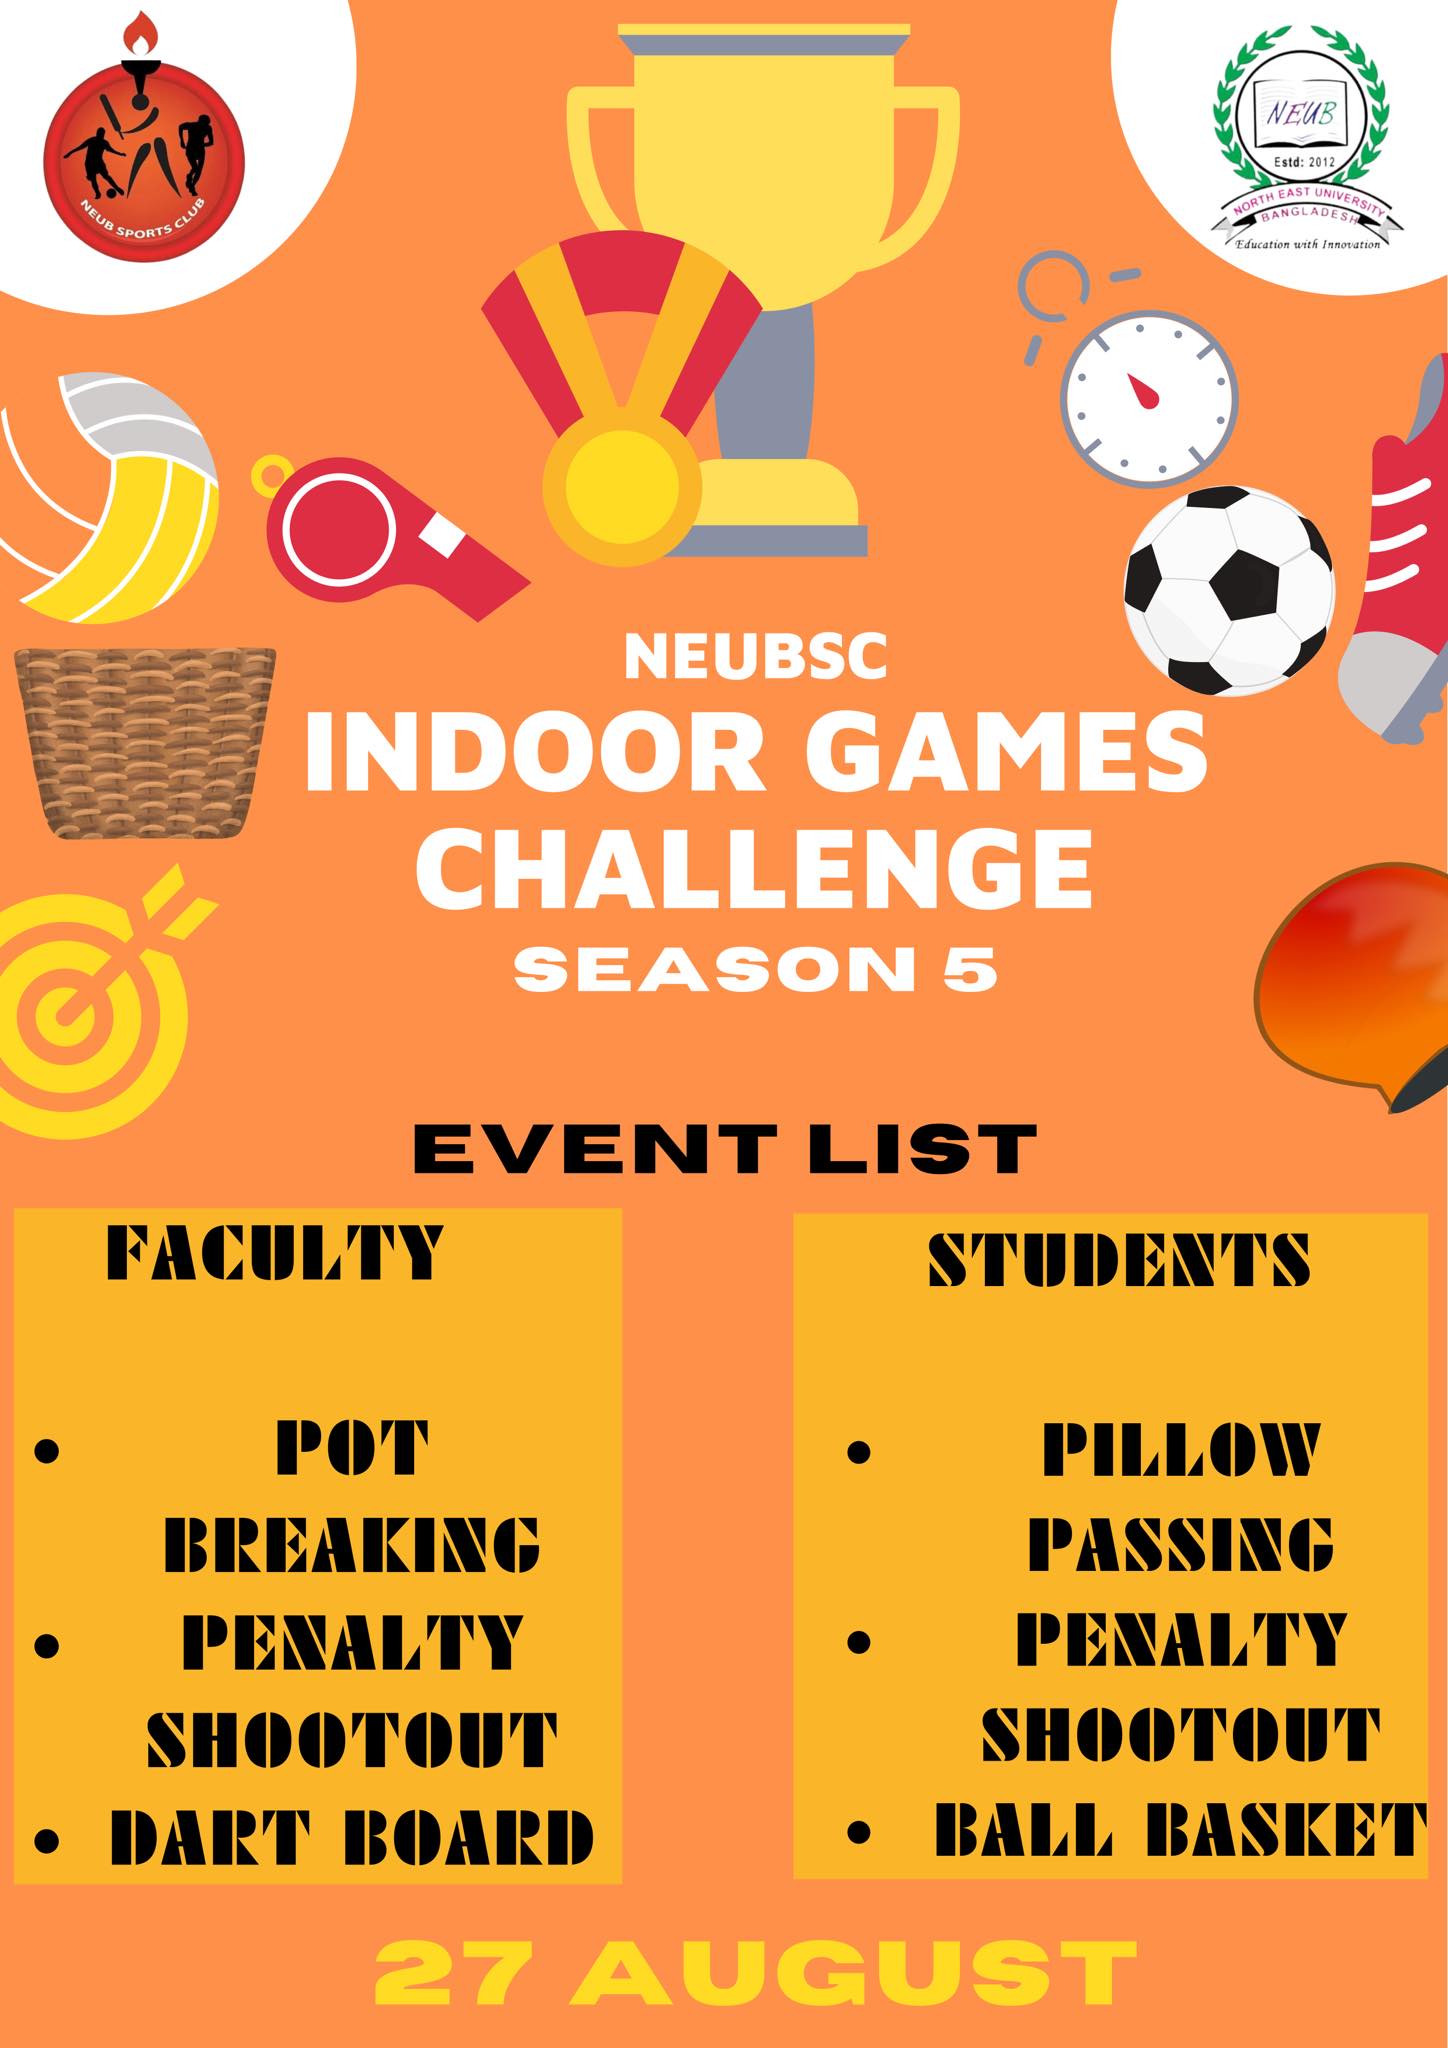 NEUB SPORTS CLUB
NEUB
Estd: 2012
NORTH EAST UNIVERSITY
BANGLADESH
Education with Innovation
NEUBSC
INDOOR GAMES
CHALLENGE
SEASON 5
EVENT LIST
FACULTY
• POT
BREAKING
• PENALTY
SHOOTOUT
• DART BOARD
STUDENTS
• PILLOW
PASSING
• PENALTY
SHOOTOUT
• BALL BASKET
27 AUGUST